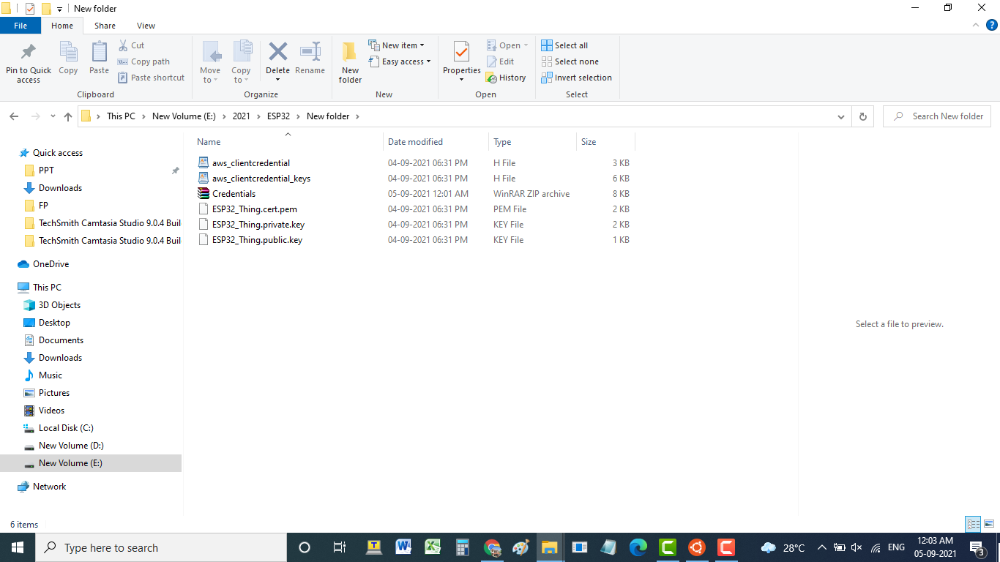 New folder
File Home Share View
Pin to Quick access
Copy
Paste
Cut
Copy path
Paste shortcut
Clipboard
Move to
Copy to
Delete
Rename
Organize
New folder
New item
Easy access
New
Properties
Open
Edit
History
Open
Select all
Select none
Invert selection
Select
This PC New Volume (E:) 2021 ESP32 New folder
Search New folder
Quick access
PPT
Downloads
FP
TechSmith Camtasia Studio 9.0.4 Buil
TechSmith Camtasia Studio 9.0.4 Buil
OneDrive
This PC
3D Objects
Desktop
Documents
Downloads
Music
Pictures
Videos
Local Disk (C:)
New Volume (D:)
New Volume (E:)
Network
Name Date modified Type Size
aws_clientcredential 04-09-2021 06:31 PM H File 3 KB
aws_clientcredential_keys 04-09-2021 06:31 PM H File 6 KB
Credentials 05-09-2021 12:01 AM WinRAR ZIP archive 8 KB
ESP32_Thing.cert.pem 04-09-2021 06:31 PM PEM File 2 KB
ESP32_Thing.private.key 04-09-2021 06:31 PM KEY File 2 KB
ESP32_Thing.public.key 04-09-2021 06:31 PM KEY File 1 KB
Select a file to preview.
6 items
Type here to search
28°C
ENG
12:03 AM
05-09-2021
3